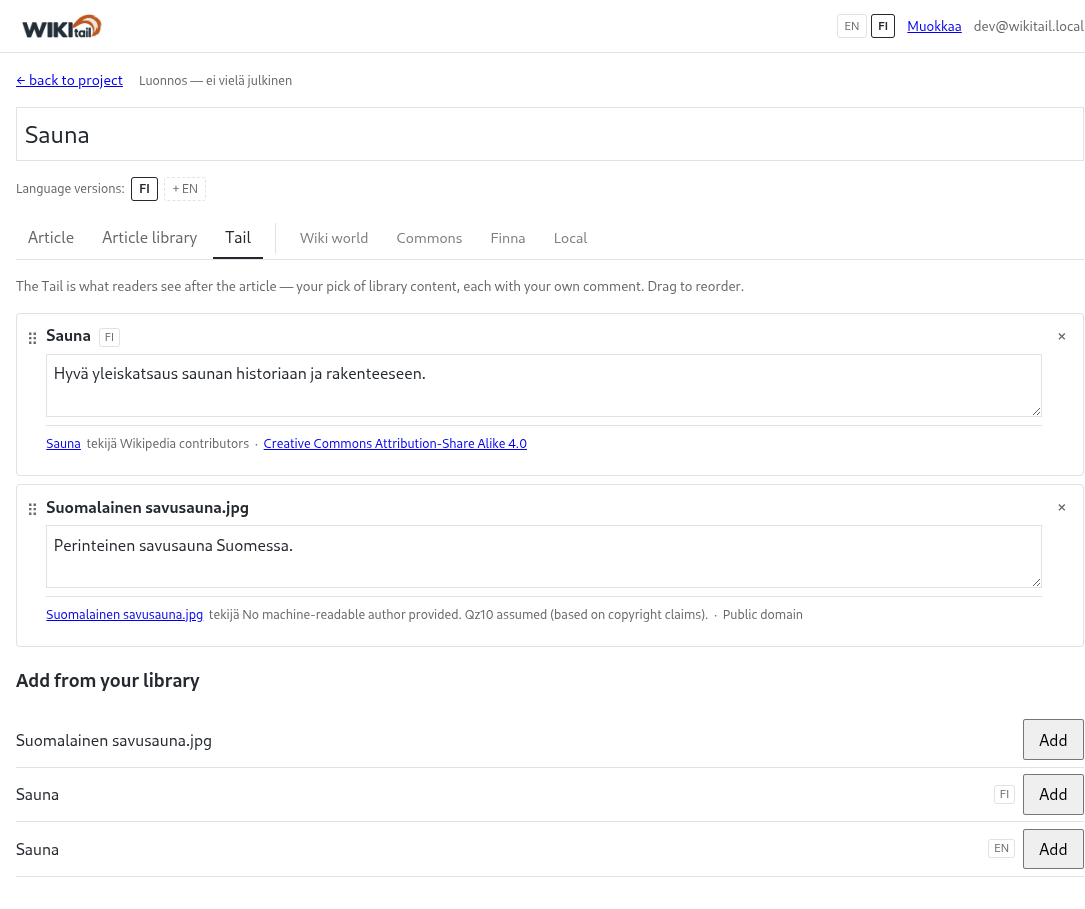 WIKItail
EN FI Muokkaa dev@wikitail.local
← back to project Luonnos — ei vielä julkinen
Sauna
Language versions: FI + EN
Article Article library Tail Wiki world Commons Finna Local
The Tail is what readers see after the article — your pick of library content, each with your own comment. Drag to reorder.
Sauna FI ×
Hyvä yleiskatsaus saunan historiaan ja rakenteeseen.
Sauna tekijä Wikipedia contributors · Creative Commons Attribution-Share Alike 4.0
Suomalainen savusauna.jpg ×
Perinteinen savusauna Suomessa.
Suomalainen savusauna.jpg tekijä No machine-readable author provided. Qz10 assumed (based on copyright claims). · Public domain
Add from your library
Suomalainen savusauna.jpg Add
Sauna FI Add
Sauna EN Add